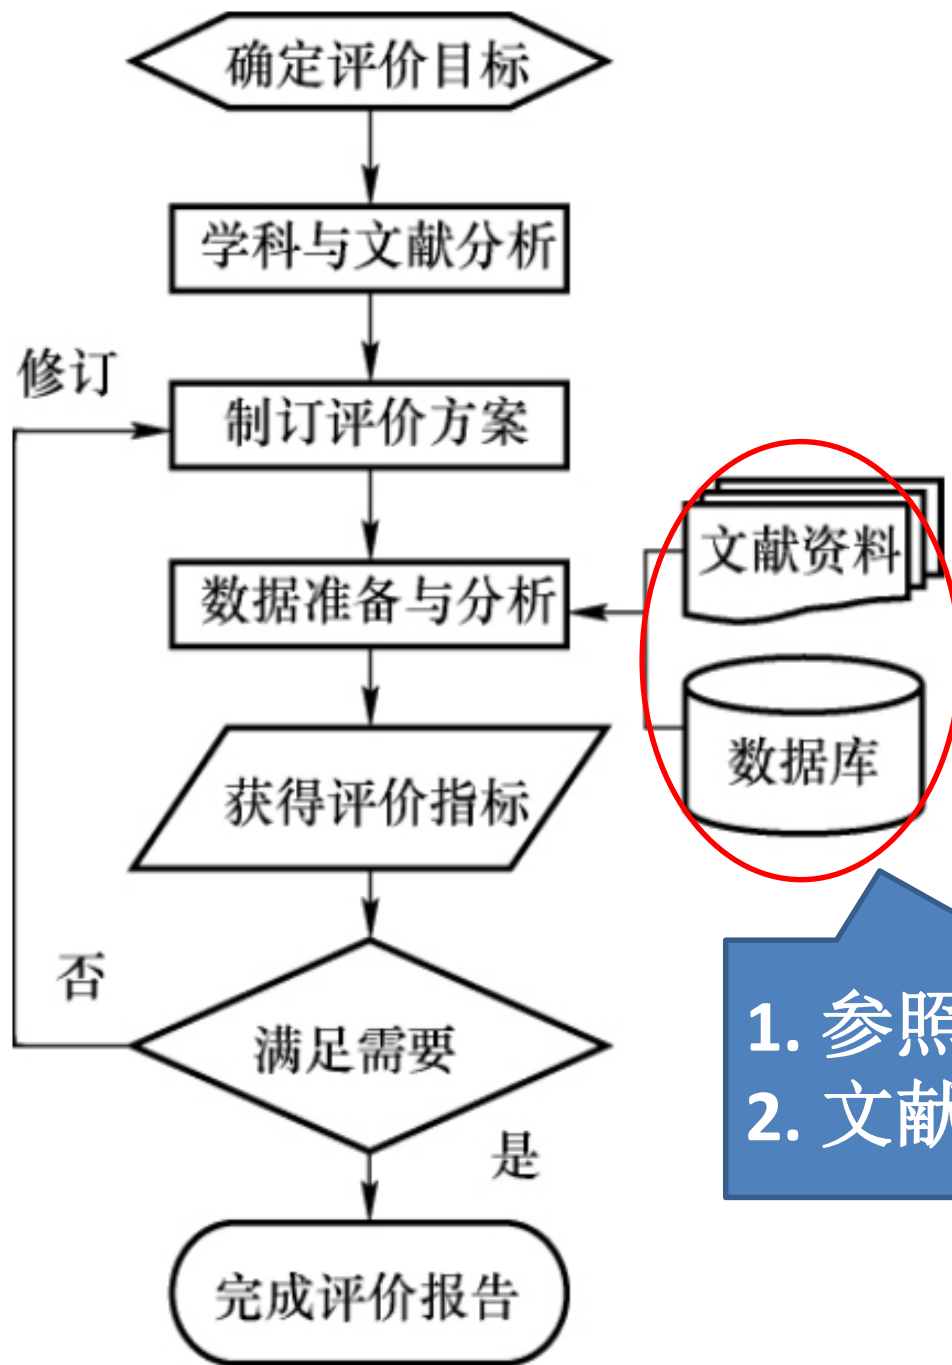 确定评价目标
学科与文献分析
修订
制订评价方案
文献资料
数据准备与分析
数据库
获得评价指标
否
满足需要
1. 参照
2. 文献
是
完成评价报告